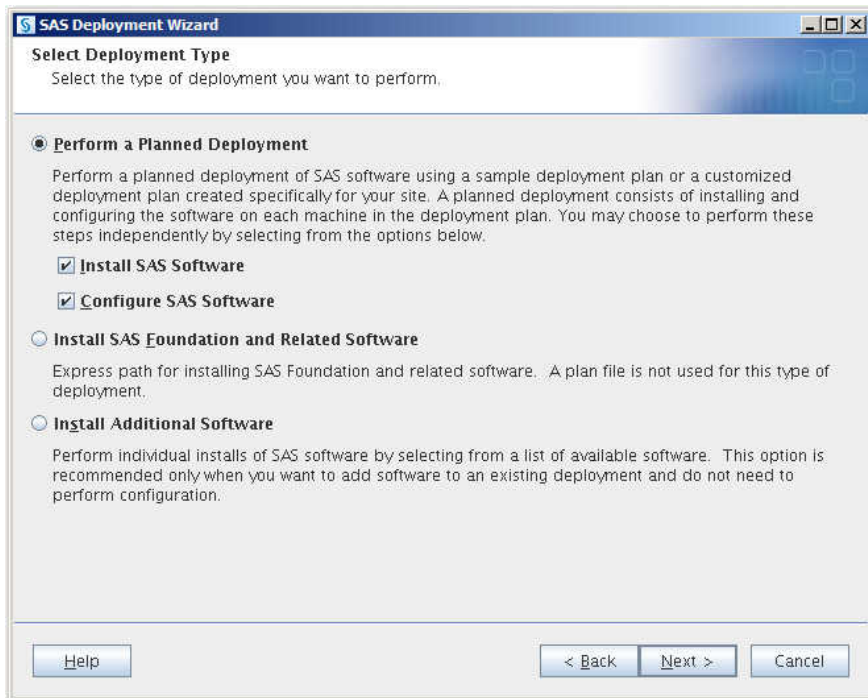 SAS Deployment Wizard
Select Deployment Type
Select the type of deployment you want to perform.
Perform a Planned Deployment
Perform a planned deployment of SAS software using a sample deployment plan or a customized
deployment plan created specifically for your site. A planned deployment consists of installing and
configuring the software on each machine in the deployment plan. You may choose to perform these
steps independently by selecting from the options below.
Install SAS Software
Configure SAS Software
Install SAS Foundation and Related Software
Express path for installing SAS Foundation and related software. A plan file is not used for this type of
deployment.
Install Additional Software
Perform individual installs of SAS software by selecting from a list of available software. This option is
recommended only when you want to add software to an existing deployment and do not need to
perform configuration.
Help
< Back
Next >
Cancel